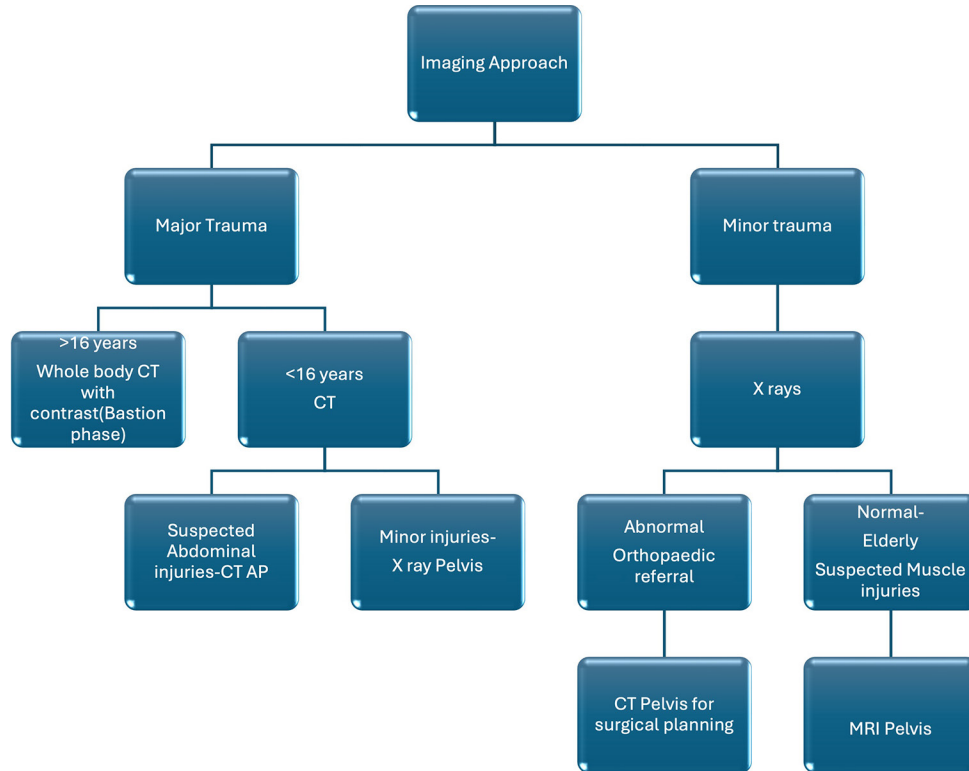 Imaging Approach
Major Trauma
Minor trauma
>16 years
Whole body CT
with
contrast(Bastion
phase)
<16 years
CT
X rays
Suspected
Abdominal
injuries-CT AP
Minor injuries-
X ray Pelvis
Abnormal
Orthopaedic
referral
Normal-
Elderly
Suspected Muscle
injuries
CT Pelvis for
surgical planning
MRI Pelvis